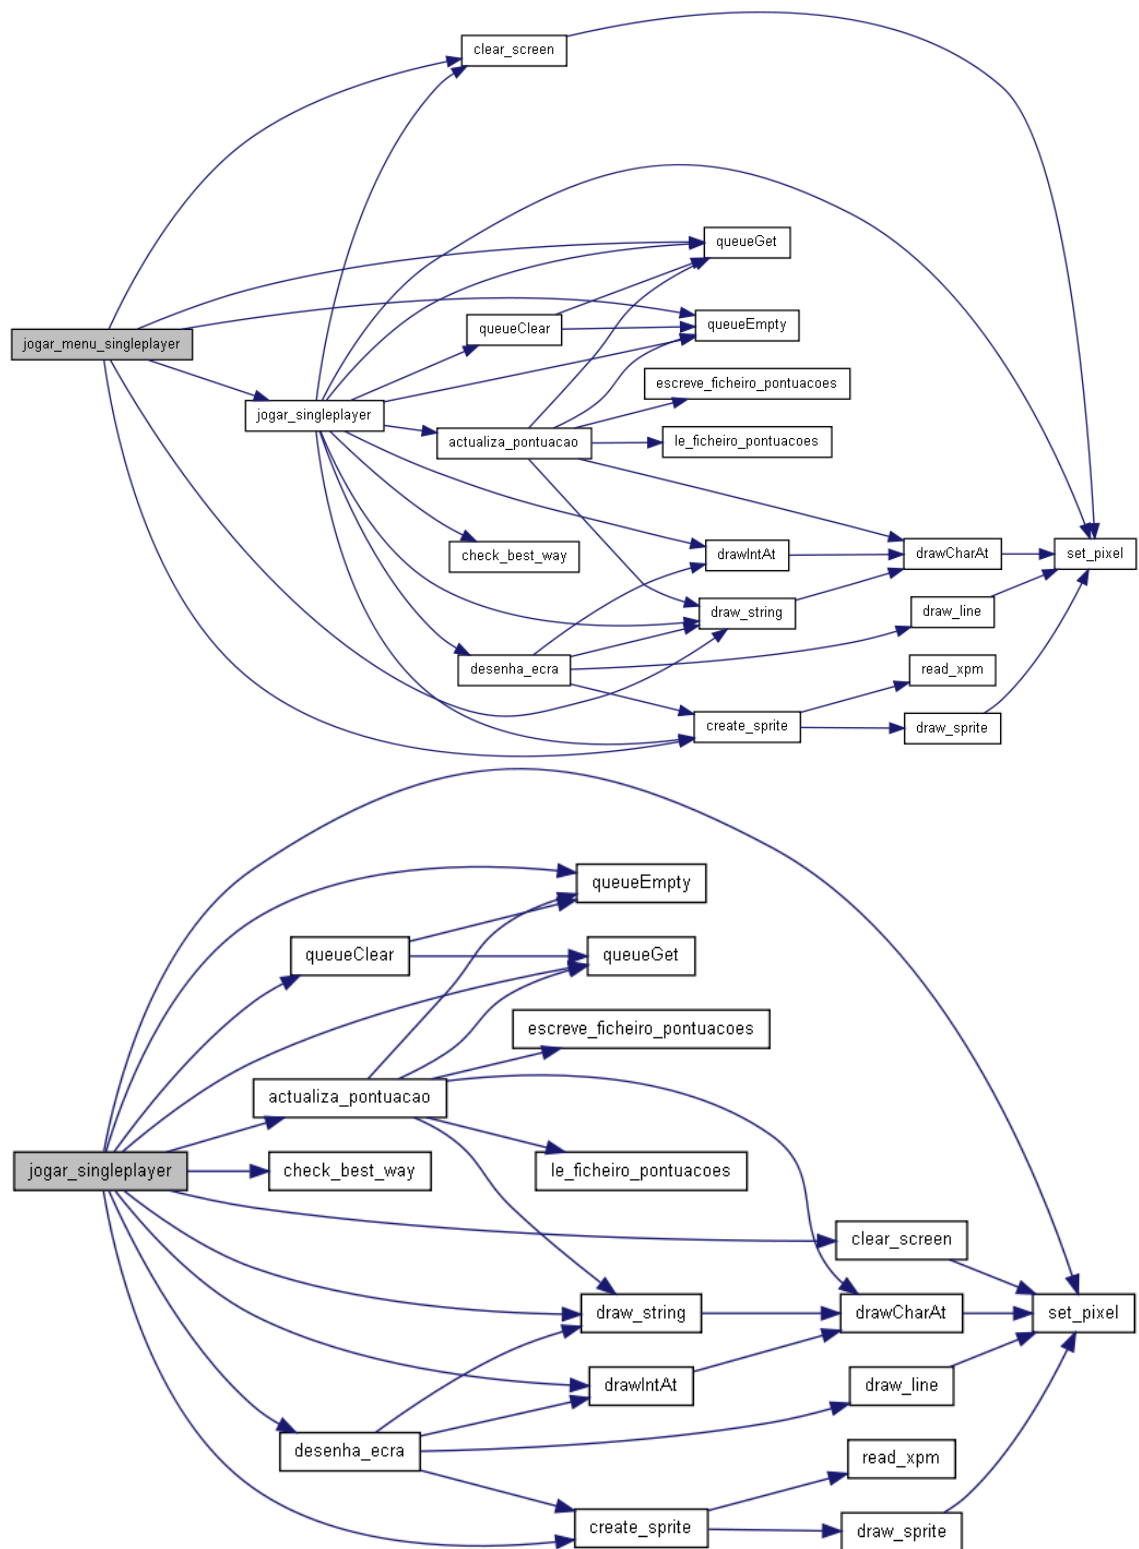 clear_screen
queueGet
queueClear
queueEmpty
jogar_menu_singleplayer
escreve_ficheiro_pontuacoes
jogar_singleplayer
actualiza_pontuacao
le_ficheiro_pontuacoes
check_best_way
drawIntAt
drawCharAt
set_pixel
draw_string
draw_line
desenha_ecra
read_xpm
create_sprite
draw_sprite
queueEmpty
queueClear
queueGet
escreve_ficheiro_pontuacoes
actualiza_pontuacao
jogar_singleplayer
check_best_way
le_ficheiro_pontuacoes
clear_screen
draw_string
drawCharAt
set_pixel
drawIntAt
draw_line
desenha_ecra
read_xpm
create_sprite
draw_sprite